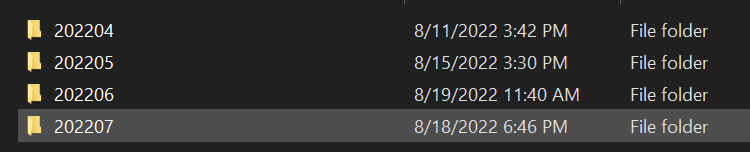 202204 8/11/2022 3:42 PM File folder
202205 8/15/2022 3:30 PM File folder
202206 8/19/2022 11:40 AM File folder
202207 8/18/2022 6:46 PM File folder